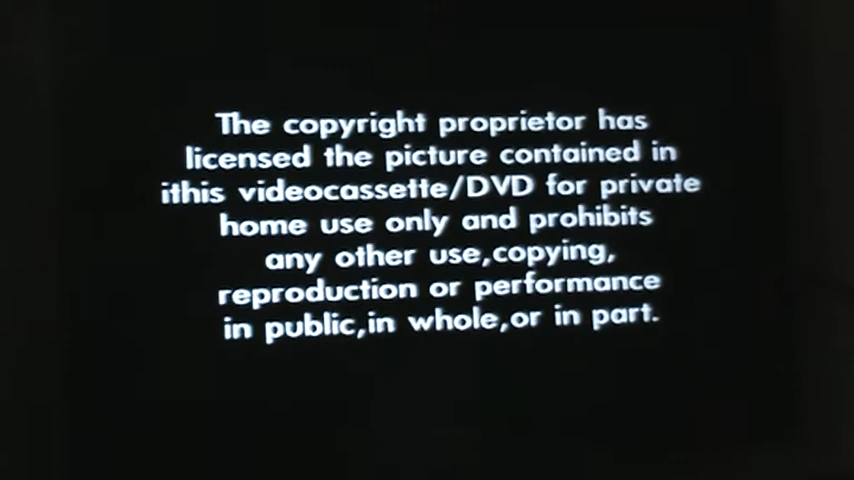 The copyright proprietor has
licensed the picture contained in
ithis videocassette/DVD for private
home use only and prohibits
any other use,copying,
reproduction or performance
in public,in whole,or in part.